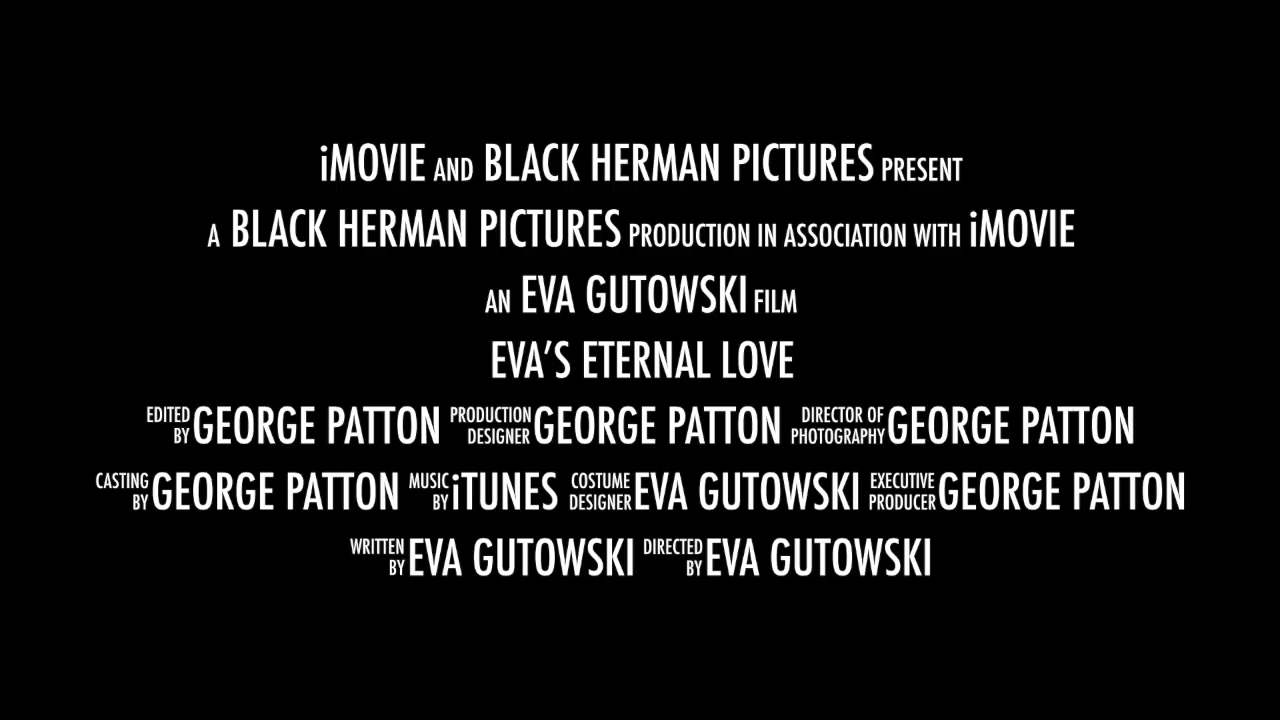 iMOVIE AND BLACK HERMAN PICTURES PRESENT
A BLACK HERMAN PICTURES PRODUCTION IN ASSOCIATION WITH iMOVIE
AN EVA GUTOWSKI FILM
EVA'S ETERNAL LOVE
EDITED BY GEORGE PATTON PRODUCTION DESIGNER GEORGE PATTON DIRECTOR OF PHOTOGRAPHY GEORGE PATTON
CASTING BY GEORGE PATTON MUSIC BY iTUNES COSTUME DESIGNER EVA GUTOWSKI EXECUTIVE PRODUCER GEORGE PATTON
WRITTEN BY EVA GUTOWSKI DIRECTED BY EVA GUTOWSKI